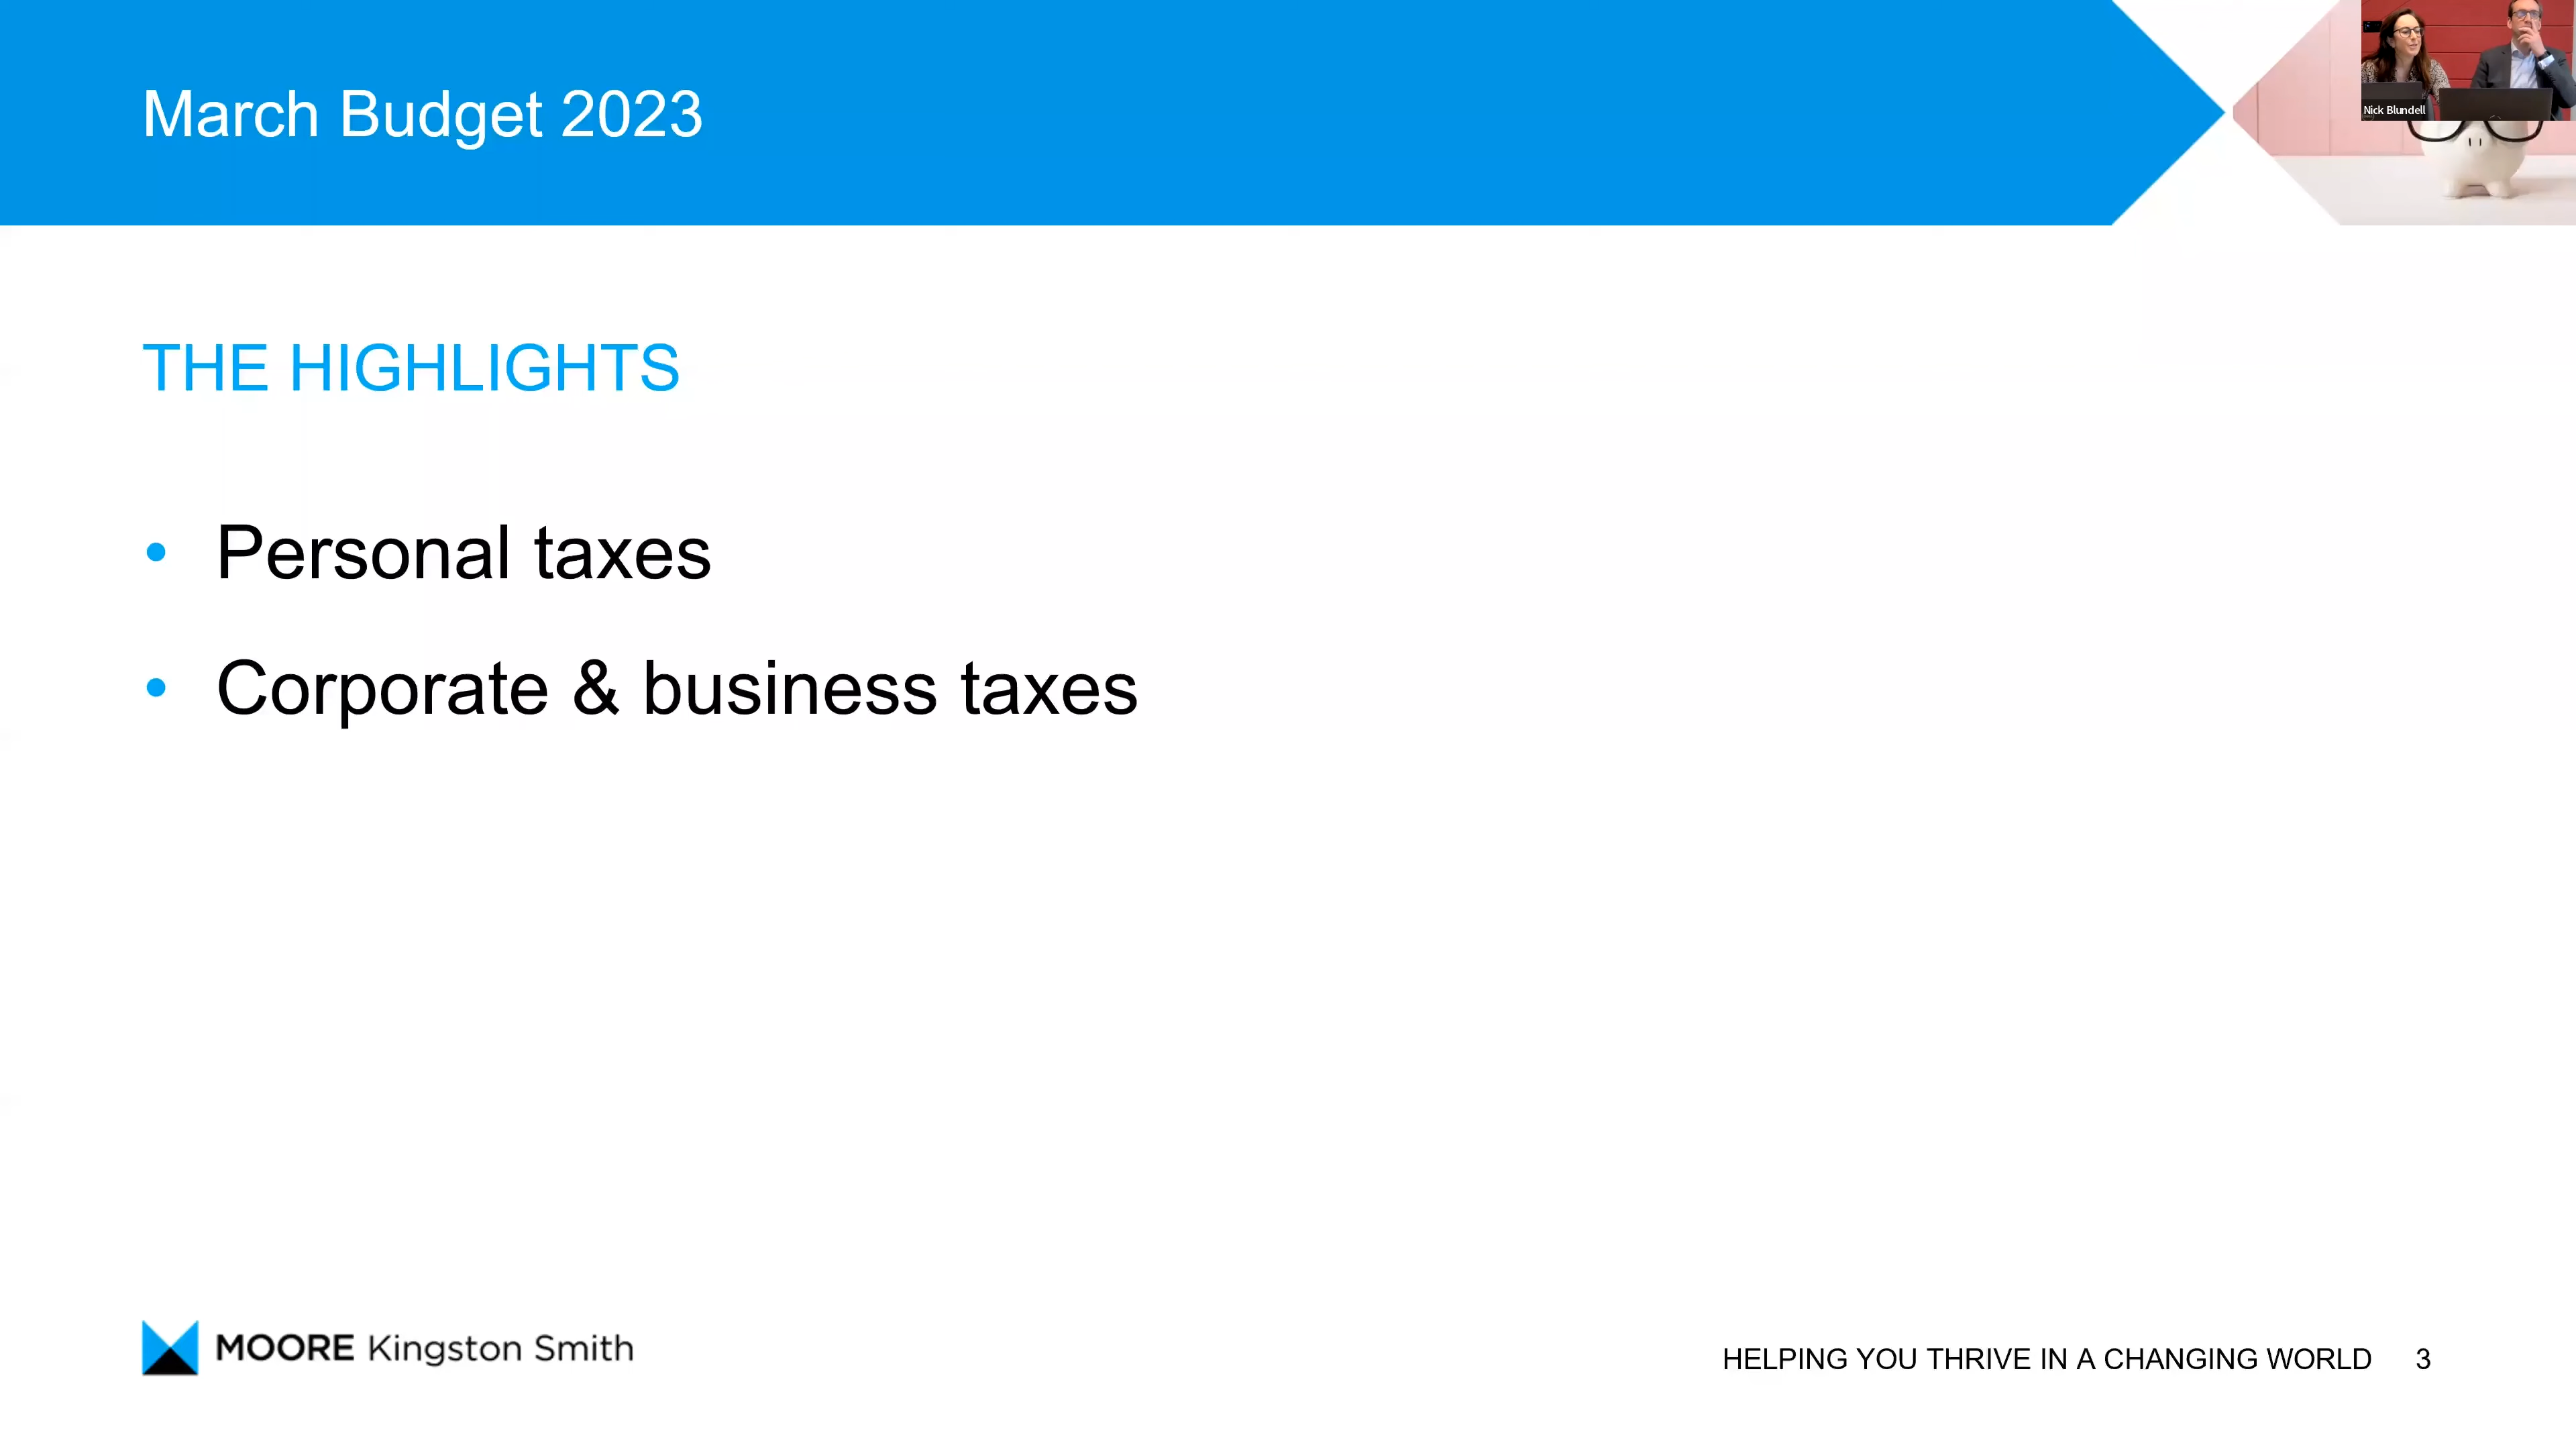 March Budget 2023
Nick Blundell
THE HIGHLIGHTS
• Personal taxes
• Corporate & business taxes
MOORE Kingston Smith
HELPING YOU THRIVE IN A CHANGING WORLD 3